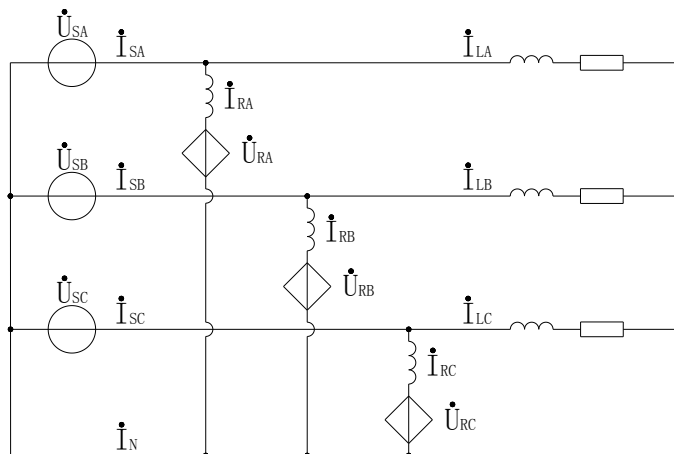 U̇SA İSA İLA
İRA
U̇RA
U̇SB İSB İLB
İRB
U̇RB
U̇SC İSC İLC
İRC
U̇RC
İN